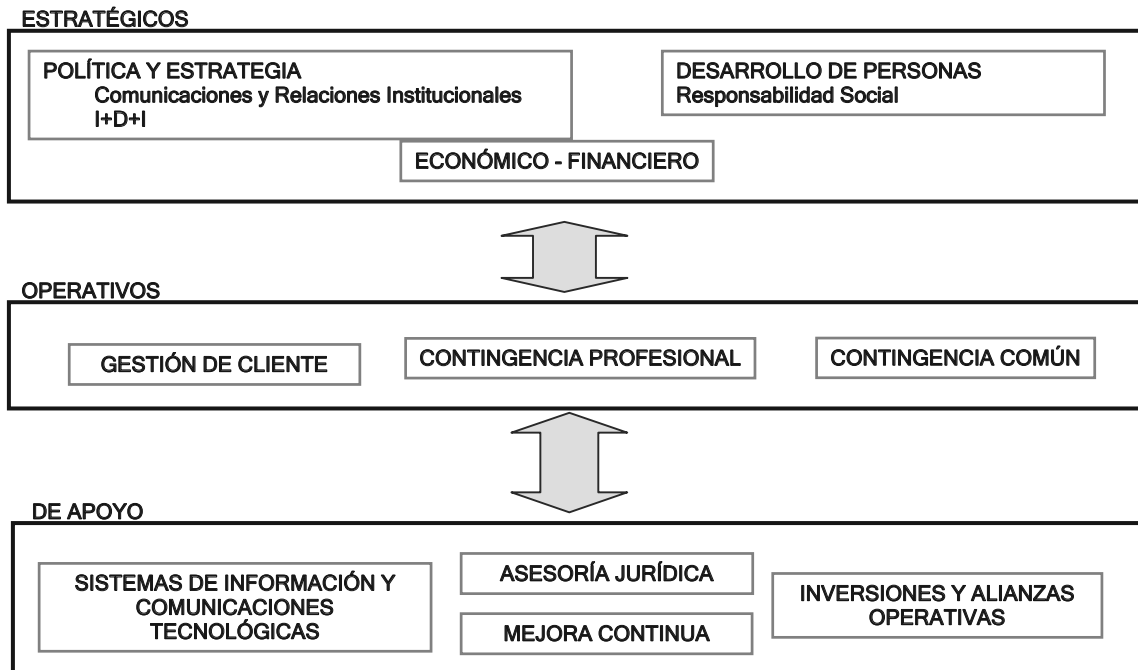 ESTRATÉGICOS
POLÍTICA Y ESTRATEGIA
Comunicaciones y Relaciones Institucionales
I+D+I
DESARROLLO DE PERSONAS
Responsabilidad Social
ECONÓMICO - FINANCIERO
OPERATIVOS
GESTIÓN DE CLIENTE
CONTINGENCIA PROFESIONAL
CONTINGENCIA COMÚN
DE APOYO
SISTEMAS DE INFORMACIÓN Y
COMUNICACIONES
TECNOLÓGICAS
ASESORÍA JURÍDICA
MEJORA CONTINUA
INVERSIONES Y ALIANZAS
OPERATIVAS